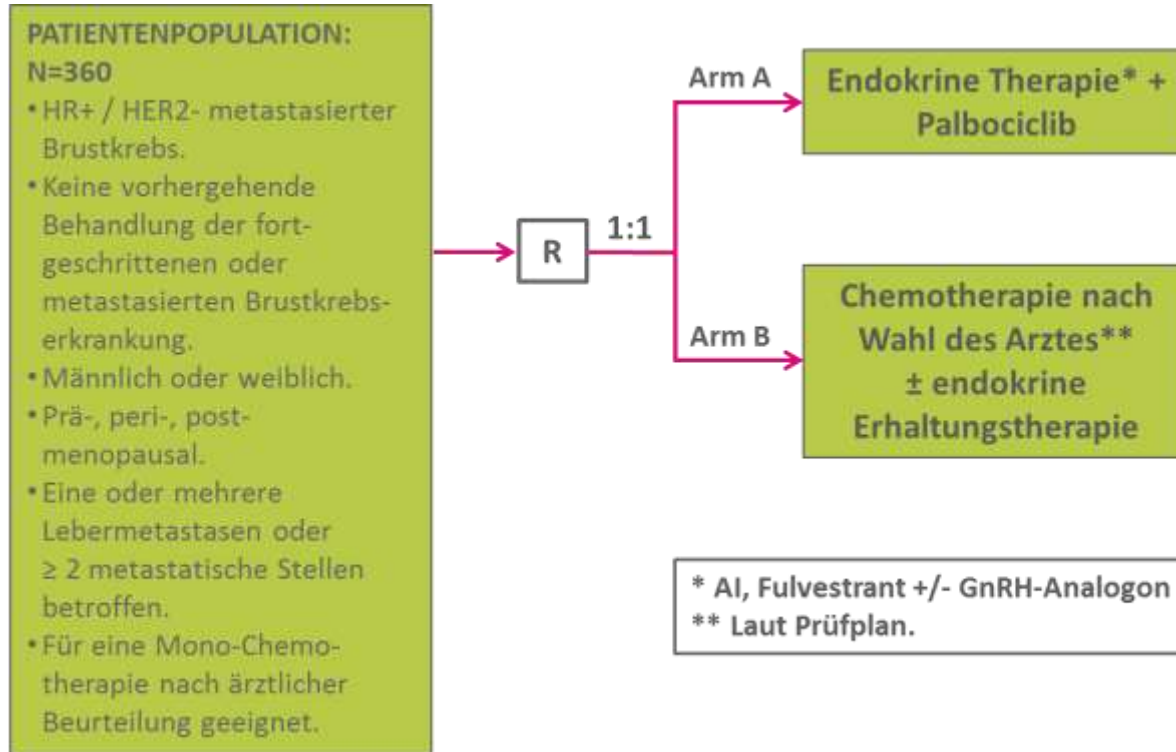 PATIENTENPOPULATION:
N=360
• HR+ / HER2- metastasierter
Brustkrebs.
• Keine vorhergehende
Behandlung der fort-
geschrittenen oder
metastasierten Brustkrebs-
erkrankung.
• Männlich oder weiblich.
• Prä-, peri-, post-
menopausal.
• Eine oder mehrere
Lebermetastasen oder
≥ 2 metastatische Stellen
betroffen.
• Für eine Mono-Chemo-
therapie nach ärztlicher
Beurteilung geeignet.
R
1:1
Arm A
Endokrine Therapie* +
Palbociclib
Arm B
Chemotherapie nach
Wahl des Arztes**
± endokrine
Erhaltungstherapie
* AI, Fulvestrant +/- GnRH-Analogon
** Laut Prüfplan.